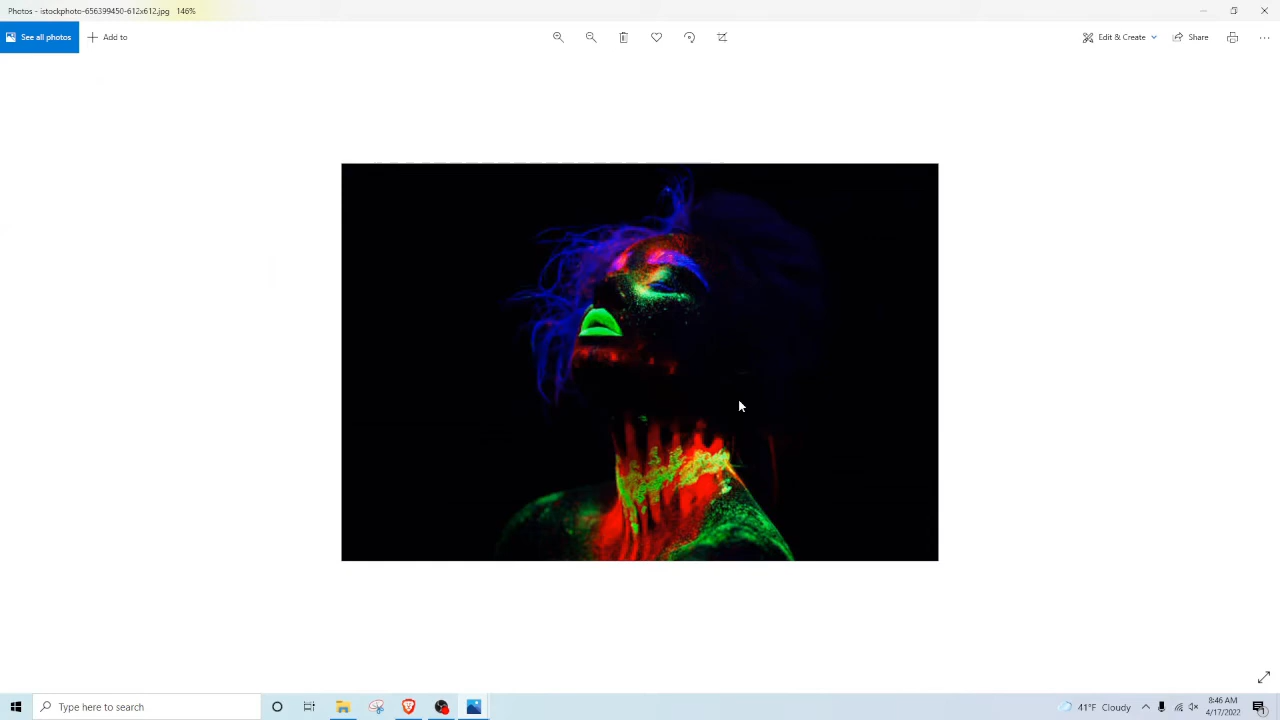 Photos - istockphoto-656399450-612x612.jpg 146%
See all photos
Add to
Edit & Create
Share
Type here to search
41°F Cloudy
8:46 AM
4/17/2022